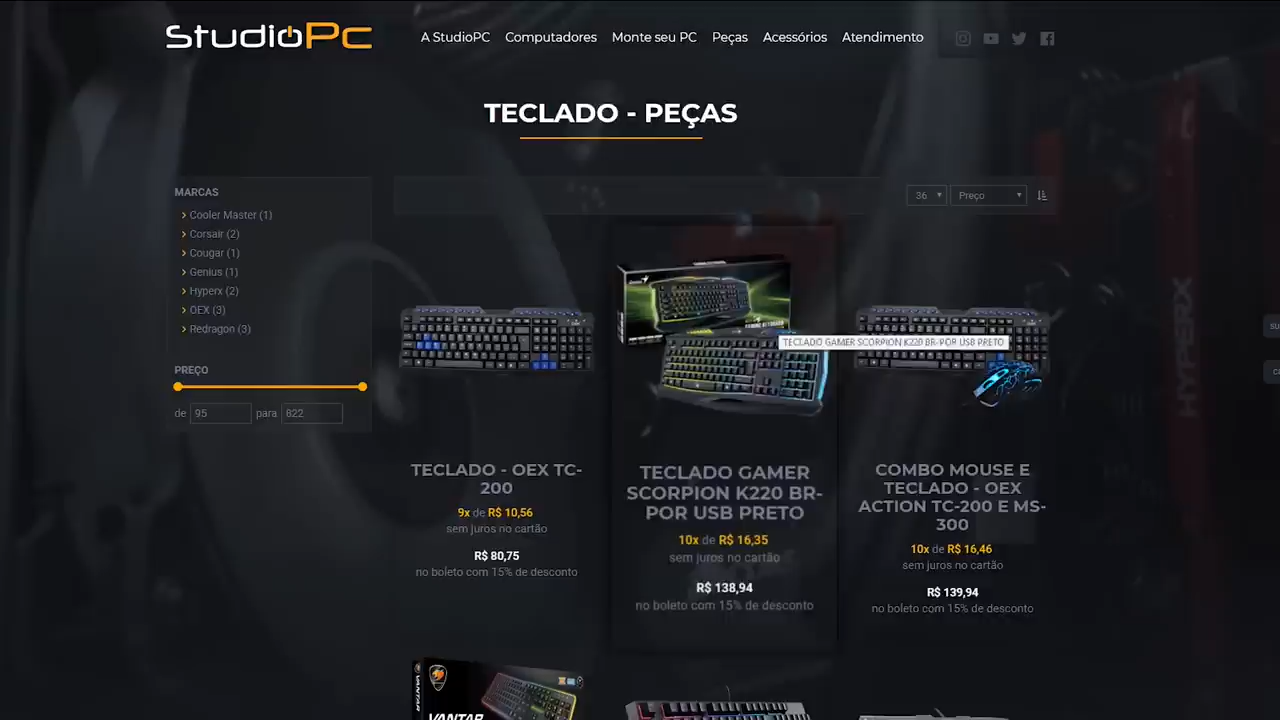 StudioPc
A StudioPC
Computadores
Monte seu PC
Peças
Acessórios
Atendimento
TECLADO - PEÇAS
MARCAS
Cooler Master (1)
Corsair (2)
Cougar (1)
Genius (1)
Hyperx (2)
OEX (3)
Redragon (3)
PREÇO
de 95 para 822
36
Preço
HYPERX
TECLADO GAMER SCORPION K220 BR-POR USB PRETO
TECLADO - OEX TC-
200
9x de R$ 10,56
sem juros no cartão
R$ 80,75
no boleto com 15% de desconto
TECLADO GAMER
SCORPION K220 BR-
POR USB PRETO
10x de R$ 16,35
sem juros no cartão
R$ 138,94
no boleto com 15% de desconto
COMBO MOUSE E
TECLADO - OEX
ACTION TC-200 E MS-
300
10x de R$ 16,46
sem juros no cartão
R$ 139,94
no boleto com 15% de desconto
VANTAR
VANTAR